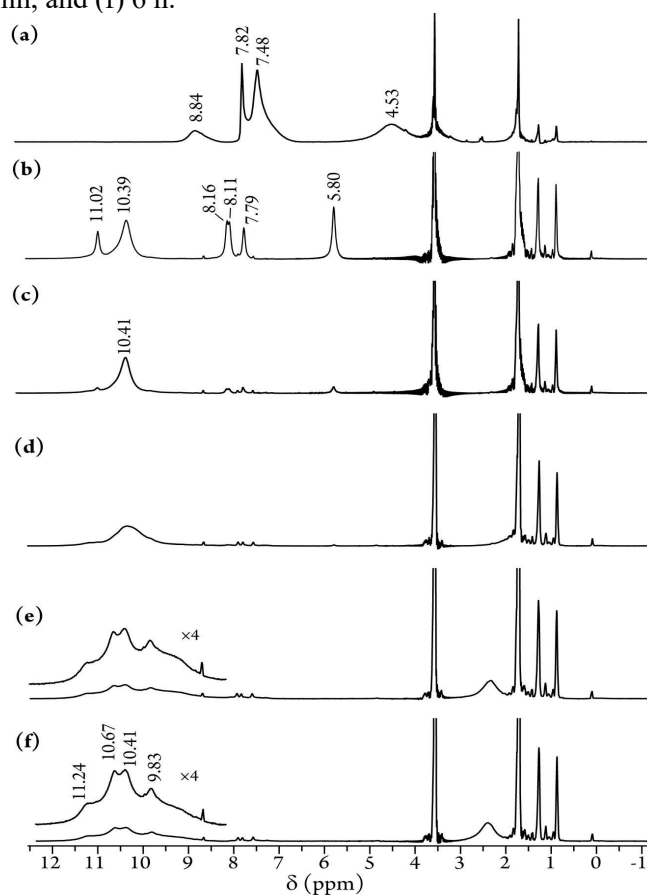 min, and (f) 6 h.
(a)
8.84
7.82
7.48
4.53
(b)
11.02
10.39
8.16
8.11
7.79
5.80
(c)
10.41
(d)
(e)
×4
(f)
11.24
10.67
10.41
9.83
×4
12 11 10 9 8 7 6 5 4 3 2 1 0 -1
δ (ppm)